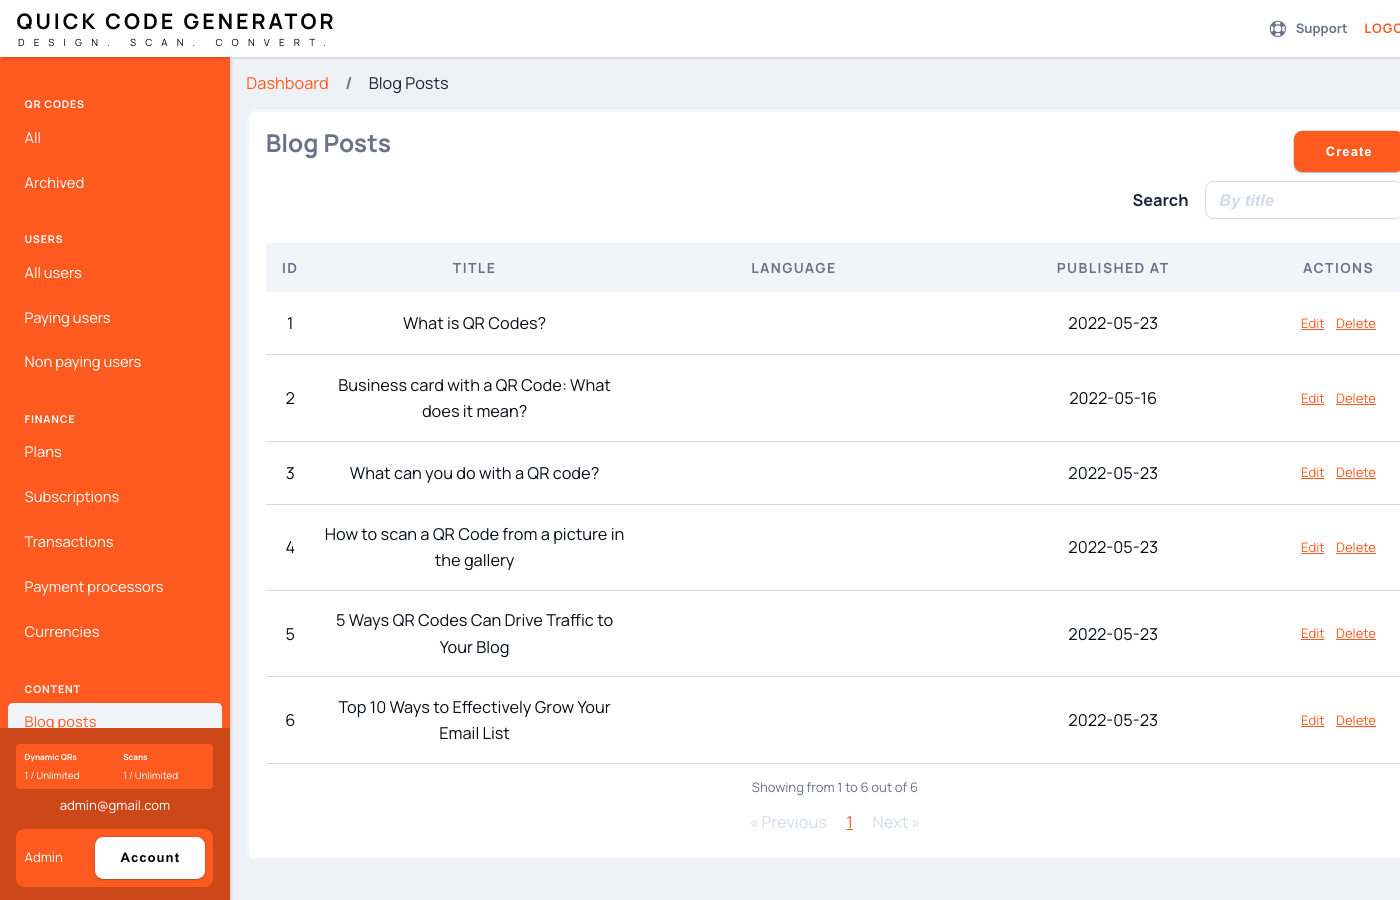 QUICK CODE GENERATOR
DESIGN. SCAN. CONVERT.
Support
LOGO
QR CODES
All
Archived
USERS
All users
Paying users
Non paying users
FINANCE
Plans
Subscriptions
Transactions
Payment processors
Currencies
CONTENT
Blog posts
Dynamic QRs Scans
1 / Unlimited 1 / Unlimited
admin@gmail.com
Admin Account
Dashboard / Blog Posts
Blog Posts
Create
Search By title
ID TITLE LANGUAGE PUBLISHED AT ACTIONS
1 What is QR Codes? 2022-05-23 Edit Delete
2 Business card with a QR Code: What
does it mean? 2022-05-16 Edit Delete
3 What can you do with a QR code? 2022-05-23 Edit Delete
4 How to scan a QR Code from a picture in
the gallery 2022-05-23 Edit Delete
5 5 Ways QR Codes Can Drive Traffic to
Your Blog 2022-05-23 Edit Delete
6 Top 10 Ways to Effectively Grow Your
Email List 2022-05-23 Edit Delete
Showing from 1 to 6 out of 6
« Previous 1 Next »